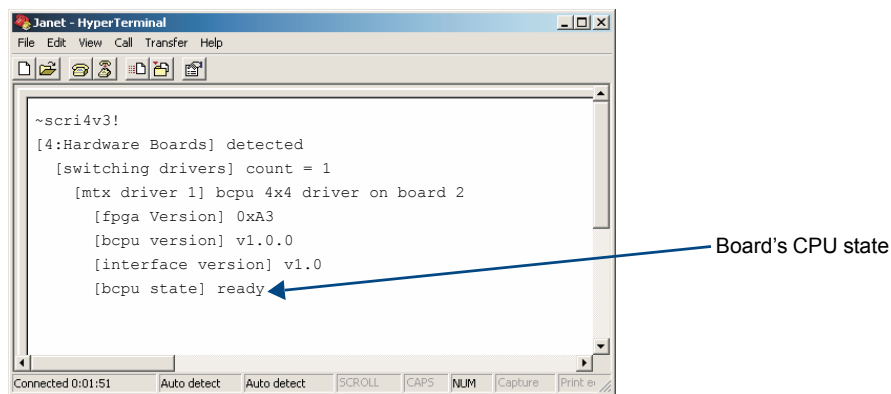 Janet - HyperTerminal
File Edit View Call Transfer Help
~scri4v3!
[4:Hardware Boards] detected
[switching drivers] count = 1
[mtx driver 1] bcpu 4x4 driver on board 2
[fpga Version] 0xA3
[bcpu version] v1.0.0
[interface version] v1.0
[bcpu state] ready
Board's CPU state
Connected 0:01:51 Auto detect Auto detect SCROLL CAPS NUM Capture Print e